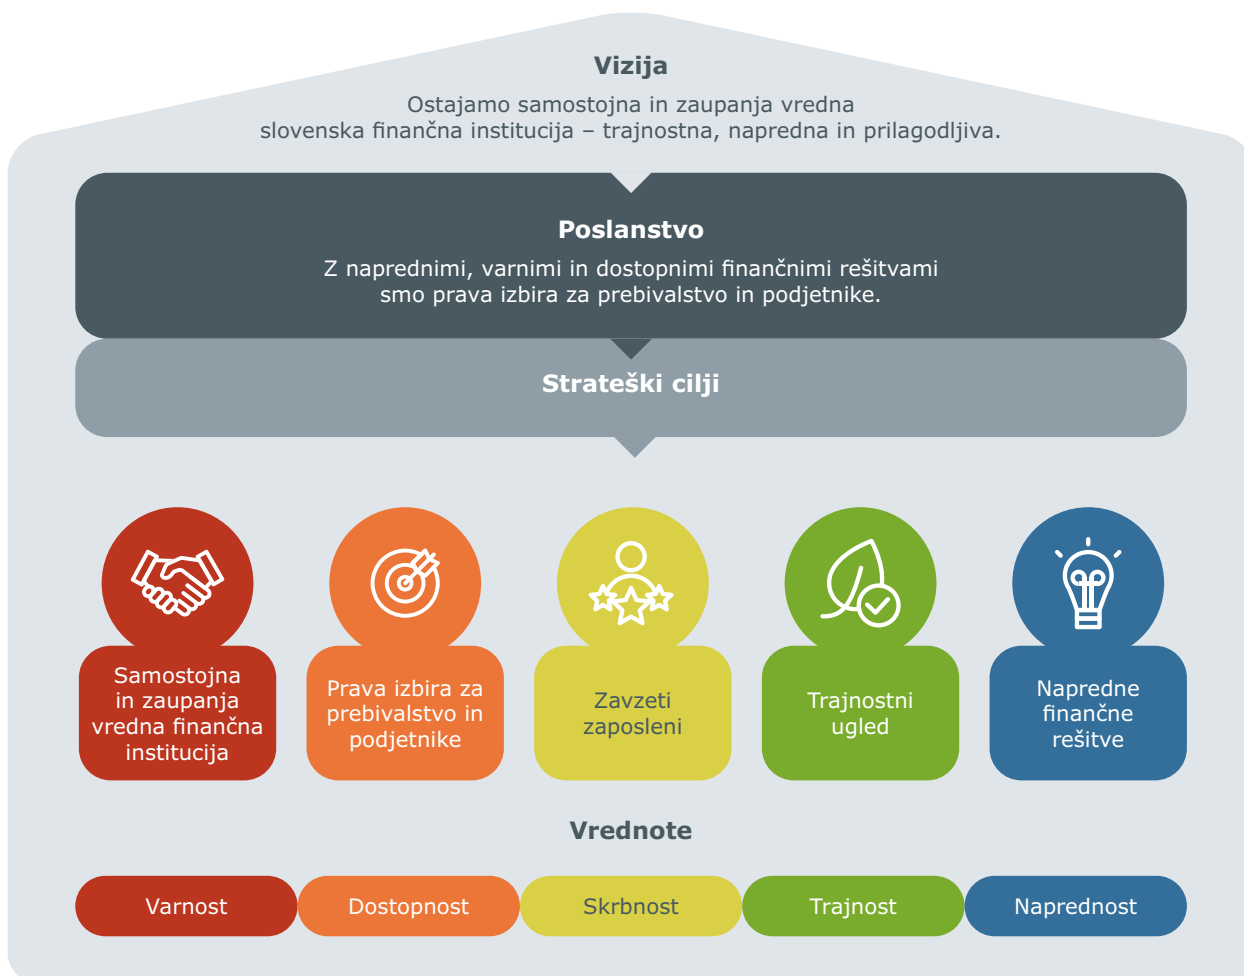 Vizija
Ostajamo samostojna in zaupanja vredna
slovenska finančna institucija – trajnostna, napredna in prilagodljiva.
Poslanstvo
Z naprednimi, varnimi in dostopnimi finančnimi rešitvami
smo prava izbira za prebivalstvo in podjetnike.
Strateški cilji
Samostojna
in zaupanja
vredna finančna
institucija
Prava izbira za
prebivalstvo in
podjetnike
Zavzeti
zaposleni
Trajnostni
ugled
Napredne
finančne
rešitve
Vrednote
Varnost
Dostopnost
Skrbnost
Trajnost
Naprednost